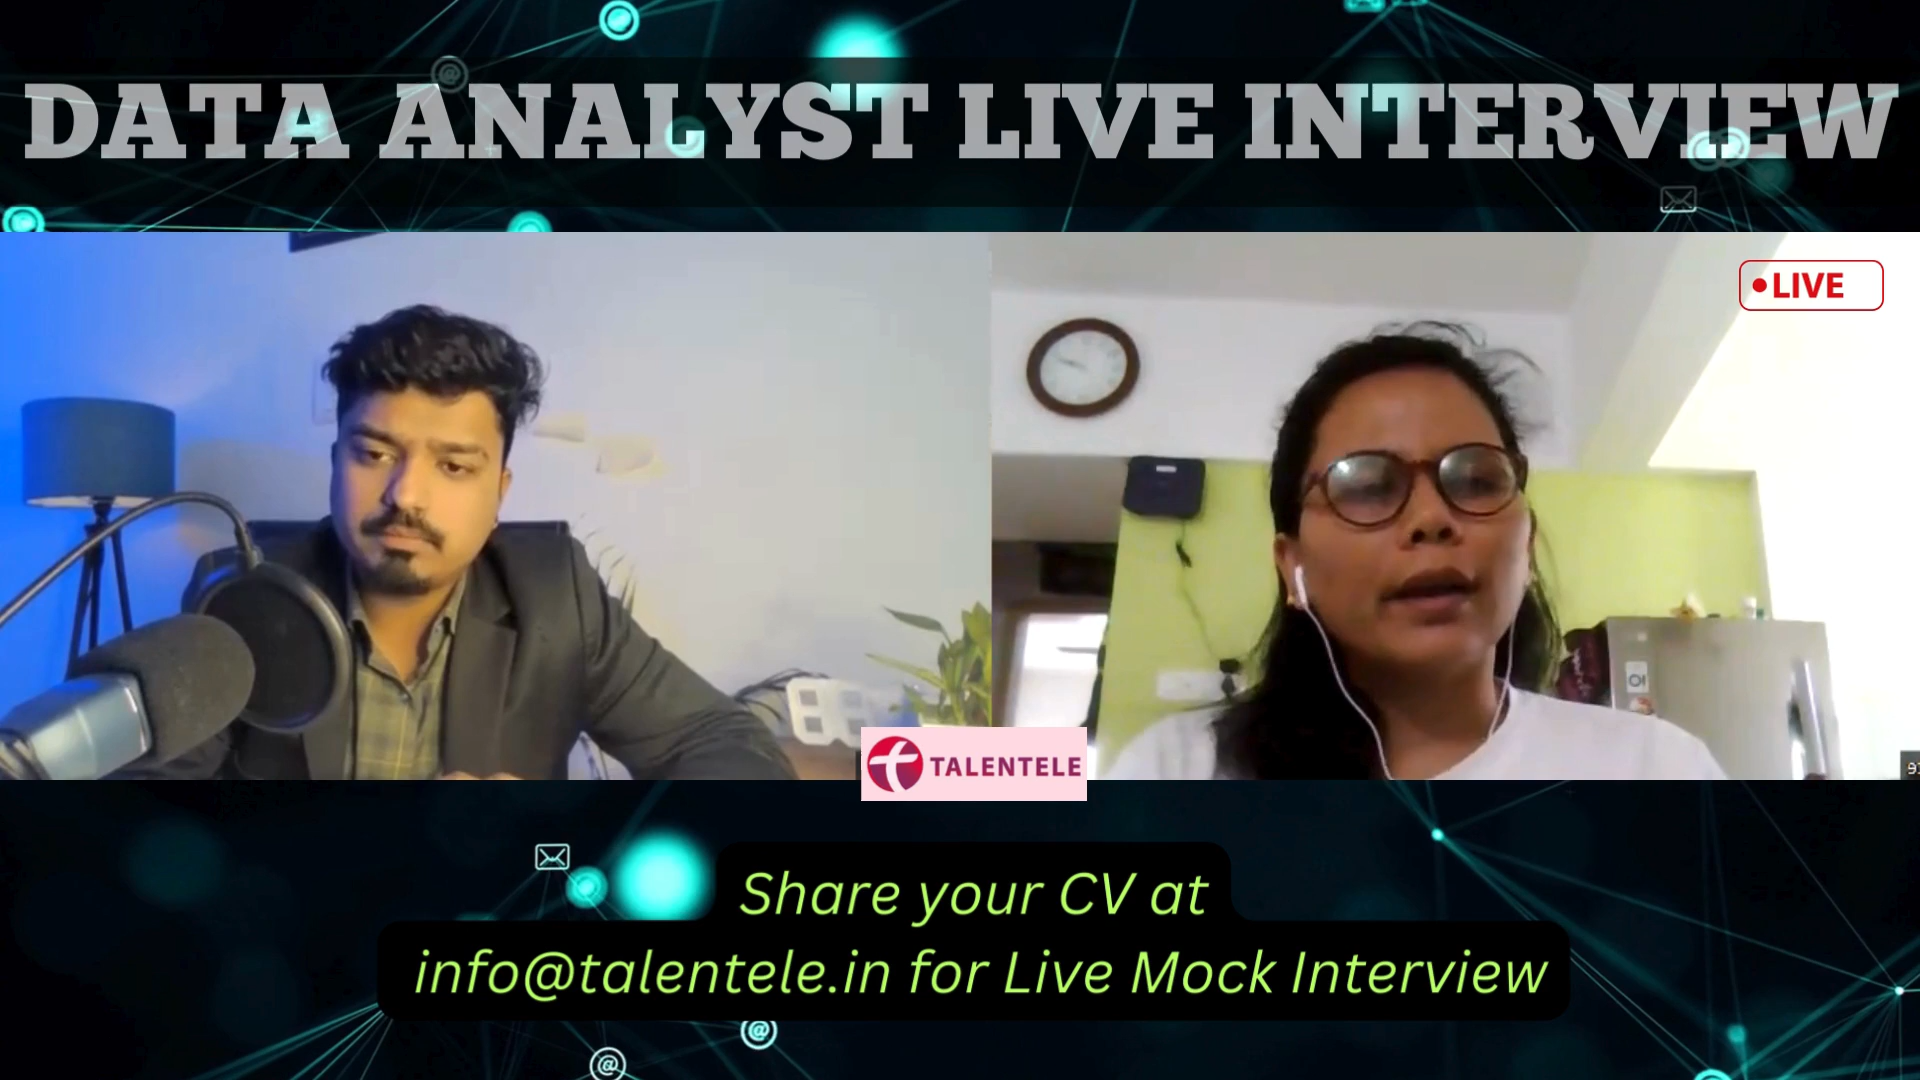 DATA ANALYST LIVE INTERVIEW
LIVE
TALENTELE
Share your CV at
info@talentele.in for Live Mock Interview